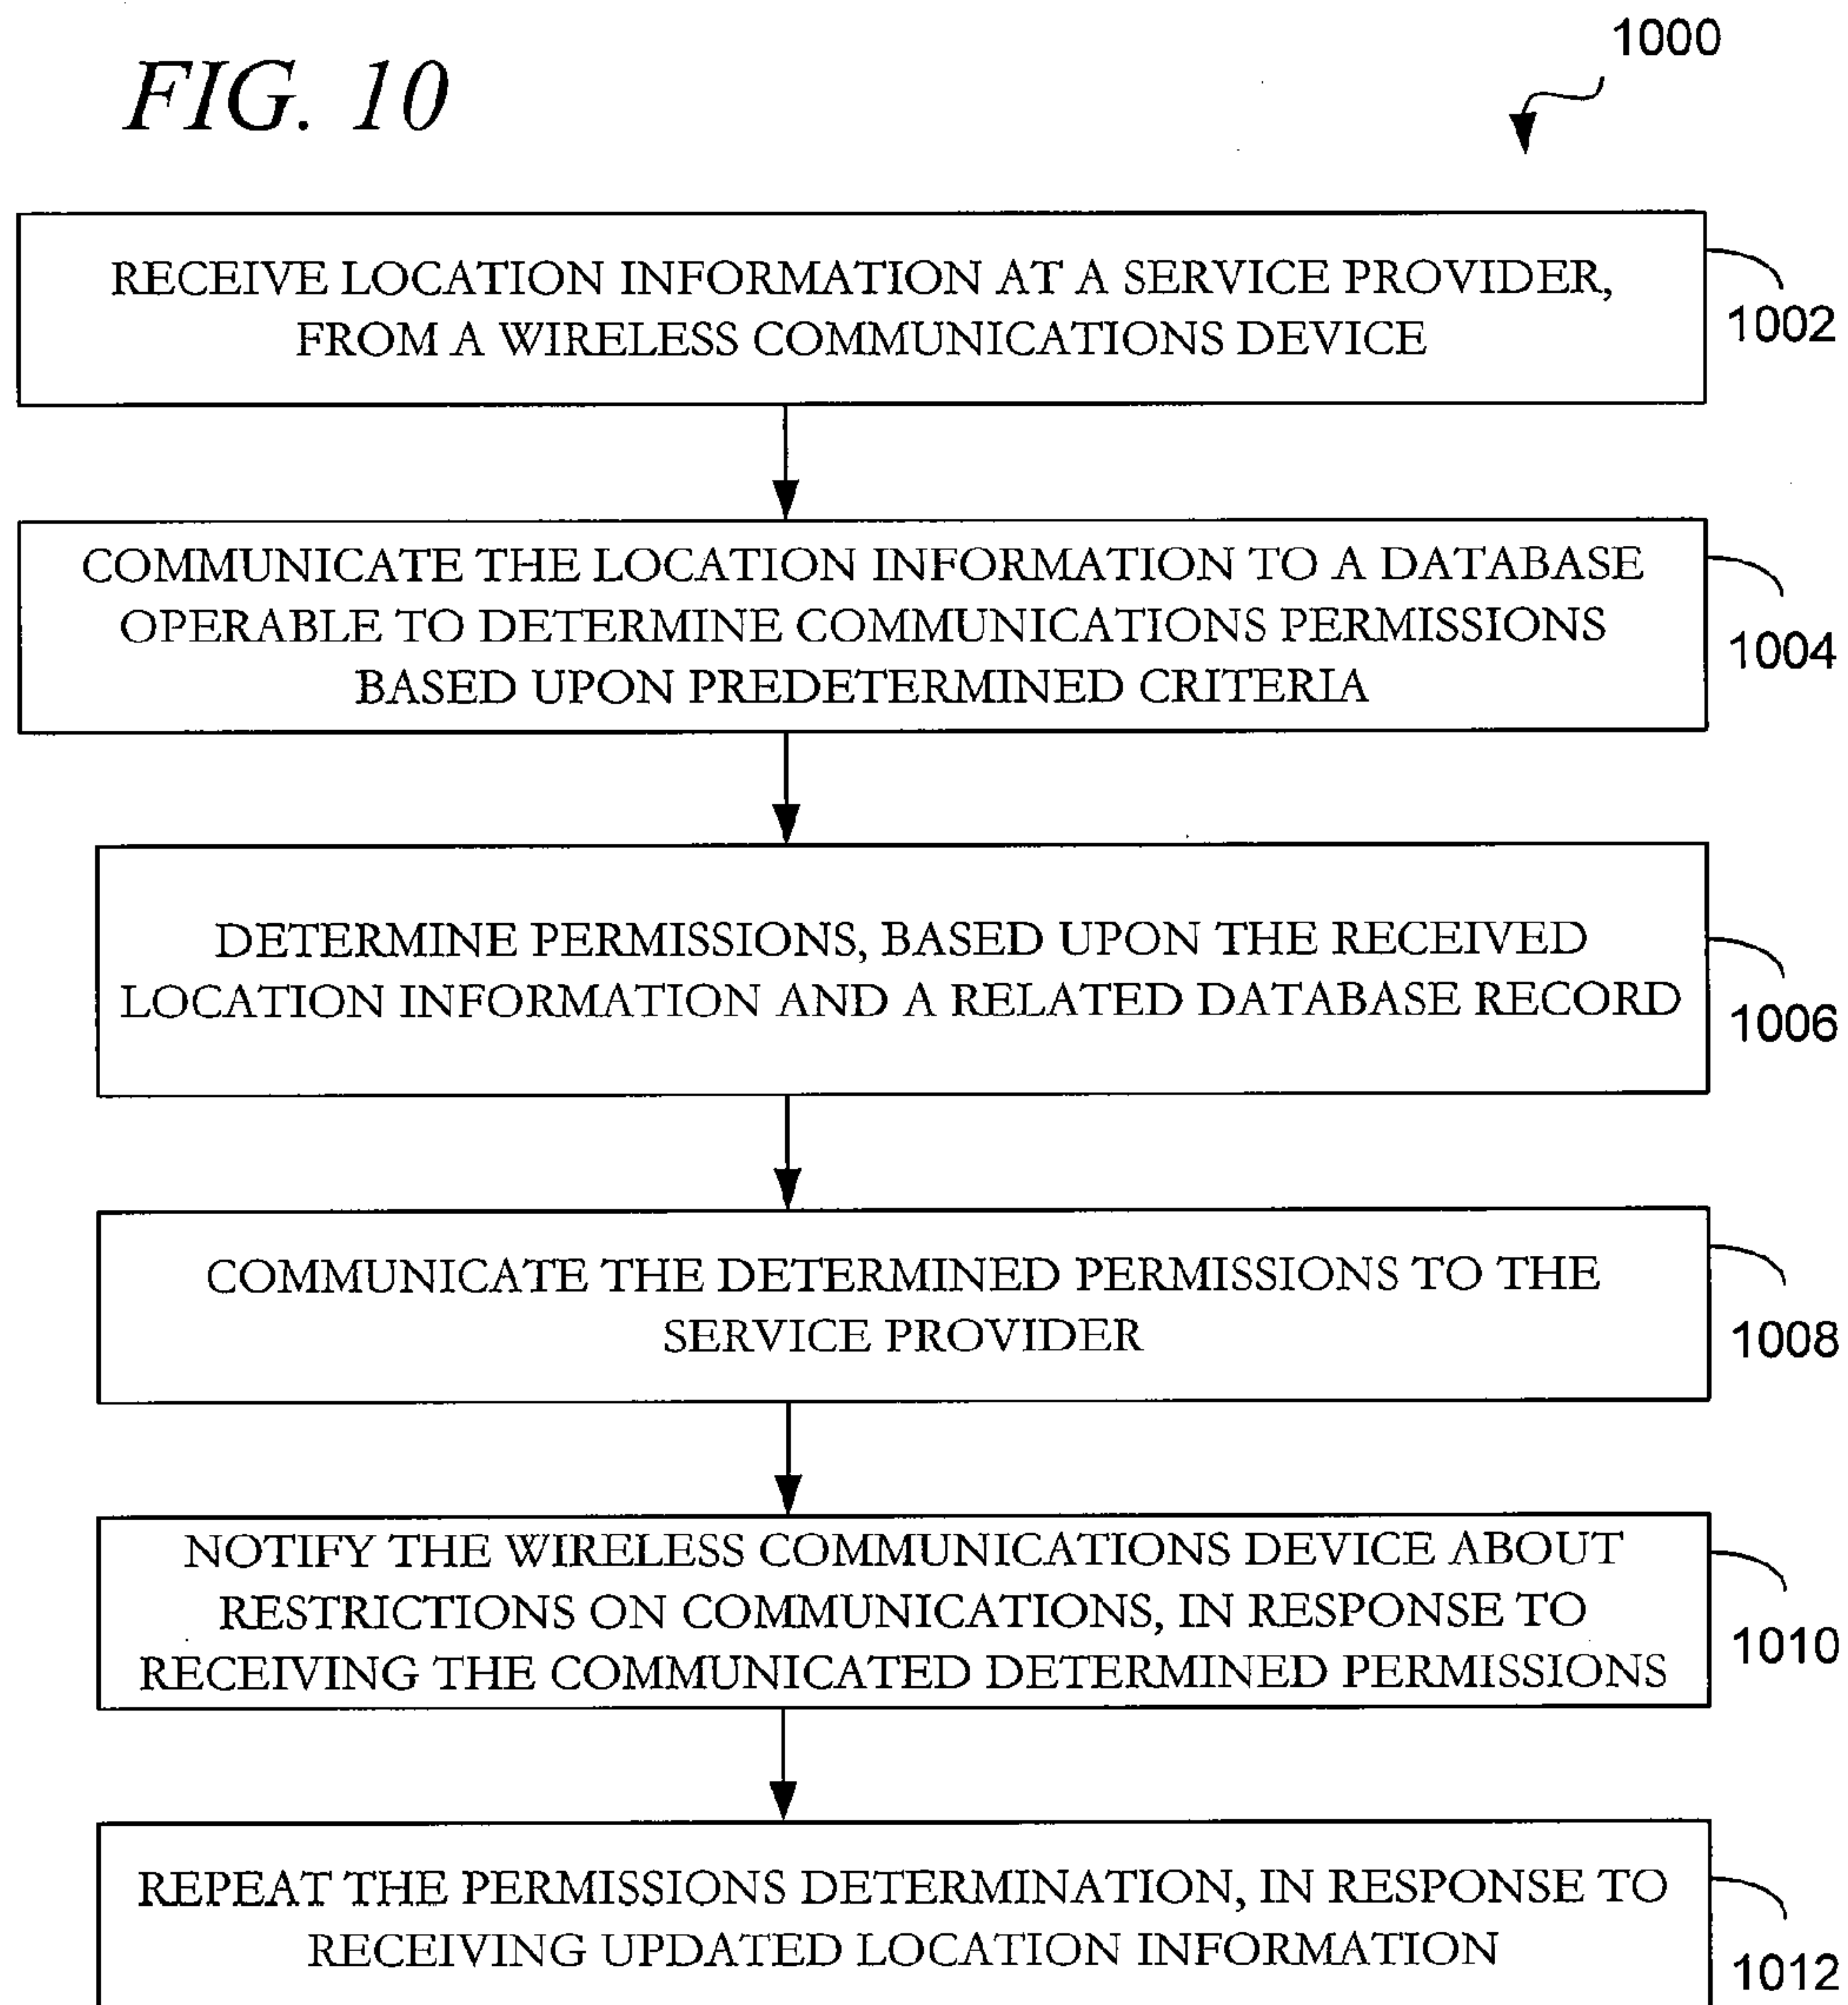 FIG. 10
1000
RECEIVE LOCATION INFORMATION AT A SERVICE PROVIDER,
FROM A WIRELESS COMMUNICATIONS DEVICE
1002
COMMUNICATE THE LOCATION INFORMATION TO A DATABASE
OPERABLE TO DETERMINE COMMUNICATIONS PERMISSIONS
BASED UPON PREDETERMINED CRITERIA
1004
DETERMINE PERMISSIONS, BASED UPON THE RECEIVED
LOCATION INFORMATION AND A RELATED DATABASE RECORD
1006
COMMUNICATE THE DETERMINED PERMISSIONS TO THE
SERVICE PROVIDER
1008
NOTIFY THE WIRELESS COMMUNICATIONS DEVICE ABOUT
RESTRICTIONS ON COMMUNICATIONS, IN RESPONSE TO
RECEIVING THE COMMUNICATED DETERMINED PERMISSIONS
1010
REPEAT THE PERMISSIONS DETERMINATION, IN RESPONSE TO
RECEIVING UPDATED LOCATION INFORMATION
1012